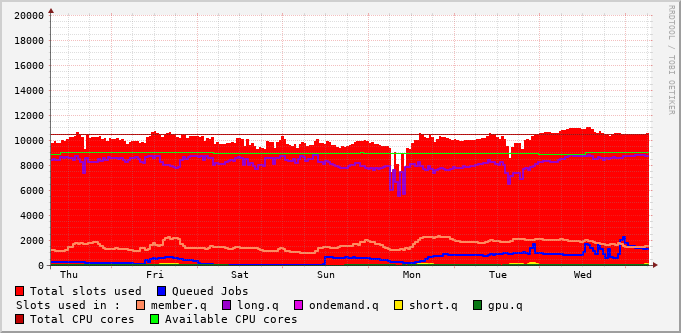 20000
18000
16000
14000
12000
10000
8000
6000
4000
2000
0
Thu Fri Sat Sun Mon Tue Wed
Total slots used Queued Jobs
Slots used in : member.q long.q ondemand.q short.q gpu.q
Total CPU cores Available CPU cores
RRDTOOL / TOBI OETIKER